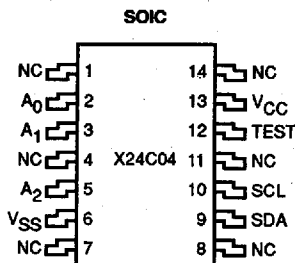 SOIC
NC 1 14 NC
A0 2 13 VCC
A1 3 12 TEST
NC 4 X24C04 11 NC
A2 5 10 SCL
VSS 6 9 SDA
NC 7 8 NC